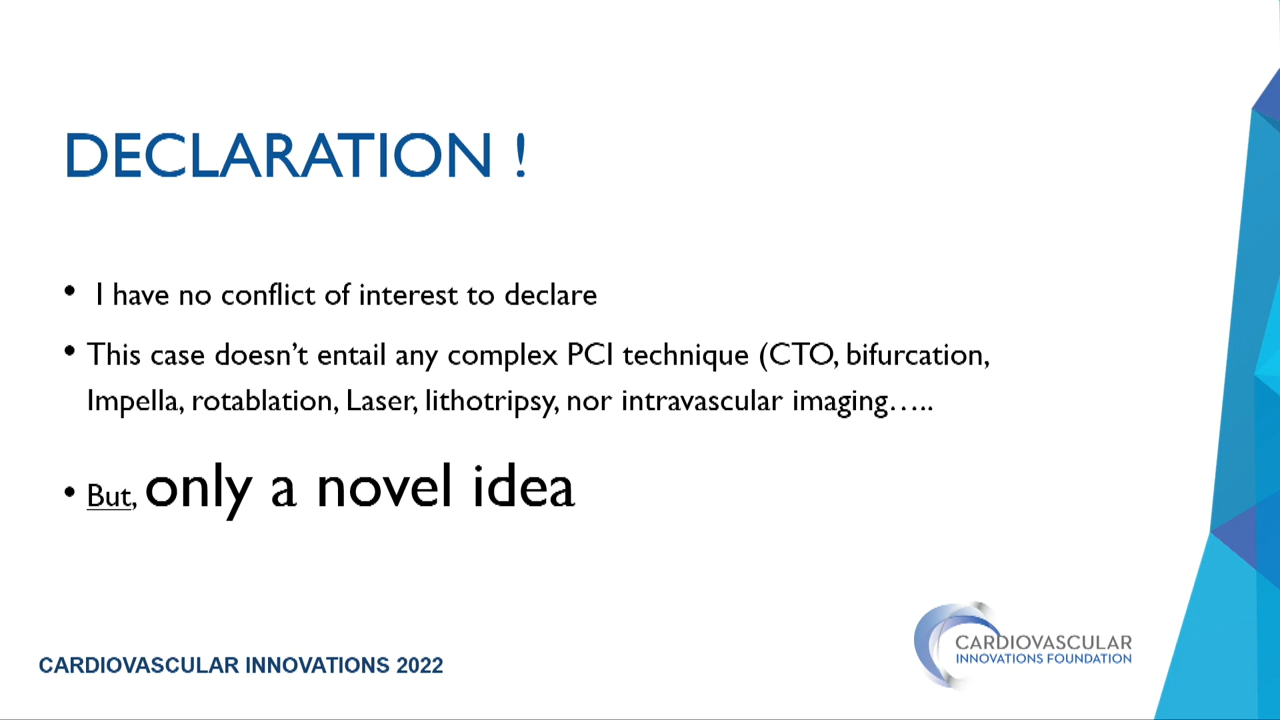 DECLARATION !
• I have no conflict of interest to declare
• This case doesn’t entail any complex PCI technique (CTO, bifurcation,
Impella, rotablation, Laser, lithotripsy, nor intravascular imaging…..
• But, only a novel idea
CARDIOVASCULAR
INNOVATIONS FOUNDATION
CARDIOVASCULAR INNOVATIONS 2022